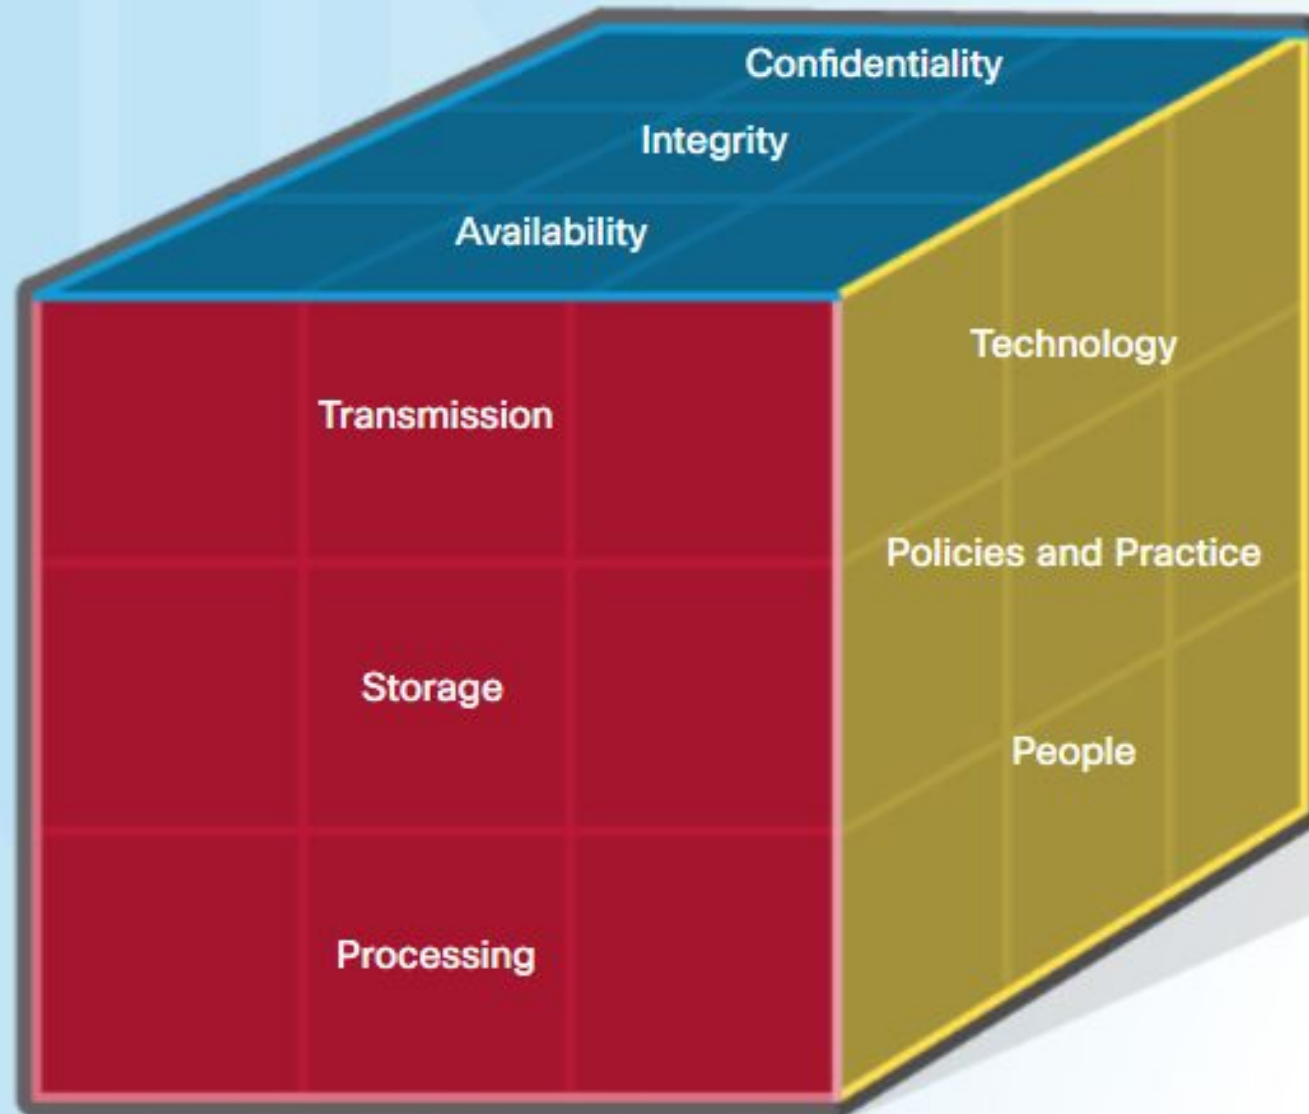 Confidentiality
Integrity
Availability
Transmission
Storage
Processing
Technology
Policies and Practice
People